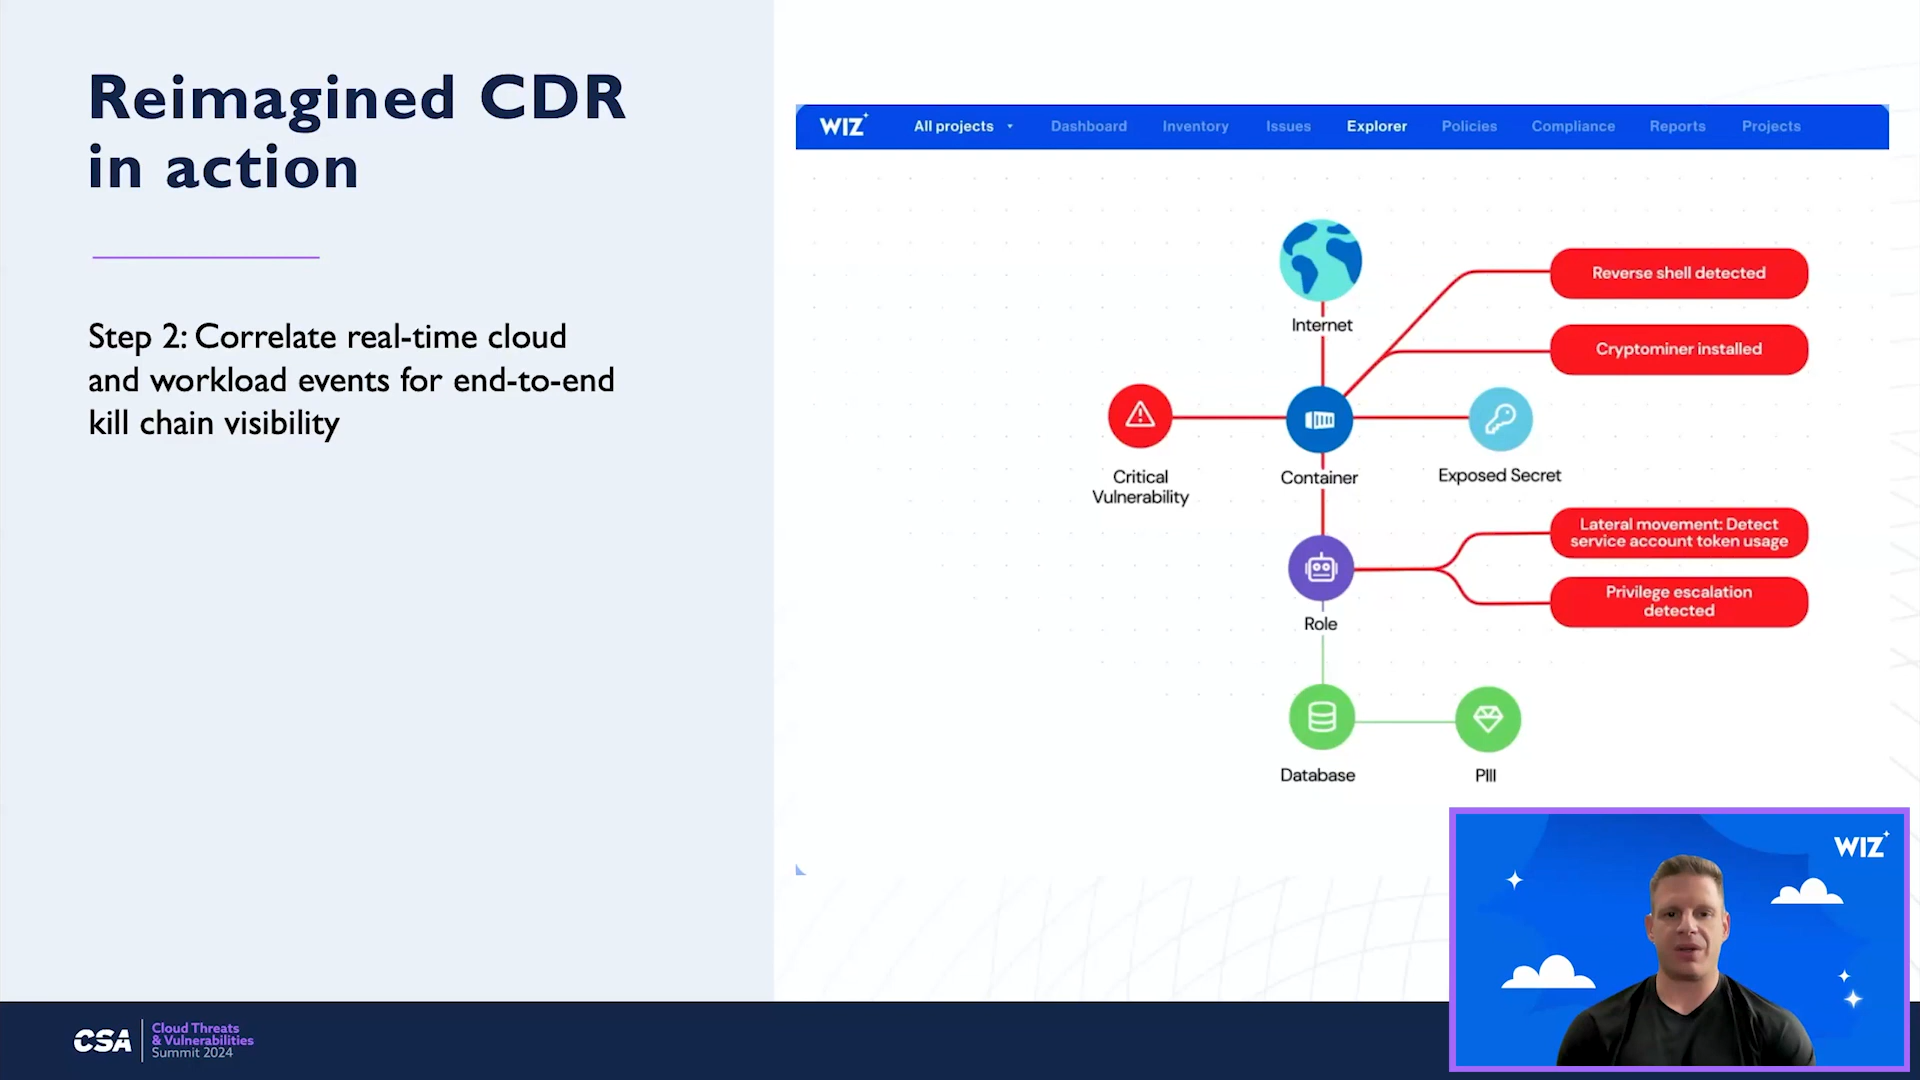 Reimagined CDR
in action
Step 2: Correlate real-time cloud
and workload events for end-to-end
kill chain visibility
WIZ
All projects
Dashboard
Inventory
Issues
Explorer
Policies
Compliance
Reports
Projects
Internet
Reverse shell detected
Cryptominer installed
Critical
Vulnerability
Container
Exposed Secret
Lateral movement: Detect
service account token usage
Privilege escalation
detected
Role
Database
PIII
WIZ
CSA
Cloud Threats
& Vulnerabilities
Summit 2024